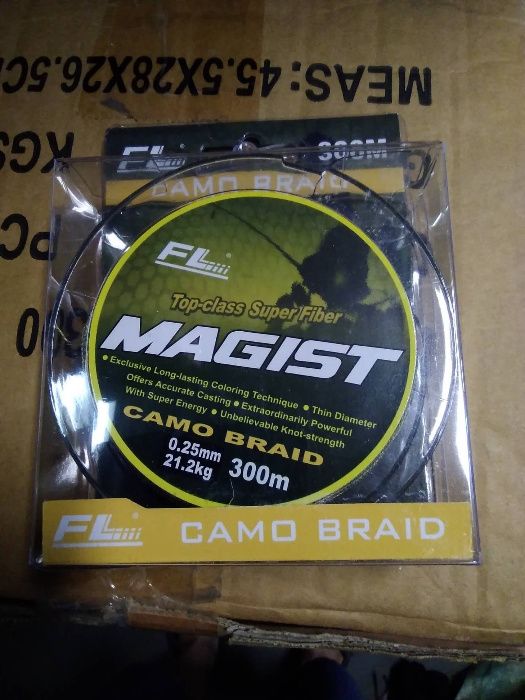 MEAS: 45.5X28X26.5C
KGS
PC
FL
300M
CAMO BRAID
FL
Top-class Super Fiber
MAGIST
• Exclusive Long-lasting Coloring Technique • Thin Diameter
Offers Accurate Casting • Extraordinarily Powerful
With Super Energy • Unbelievable Knot-strength
CAMO BRAID
0.25mm
21.2kg 300m
FL
CAMO BRAID